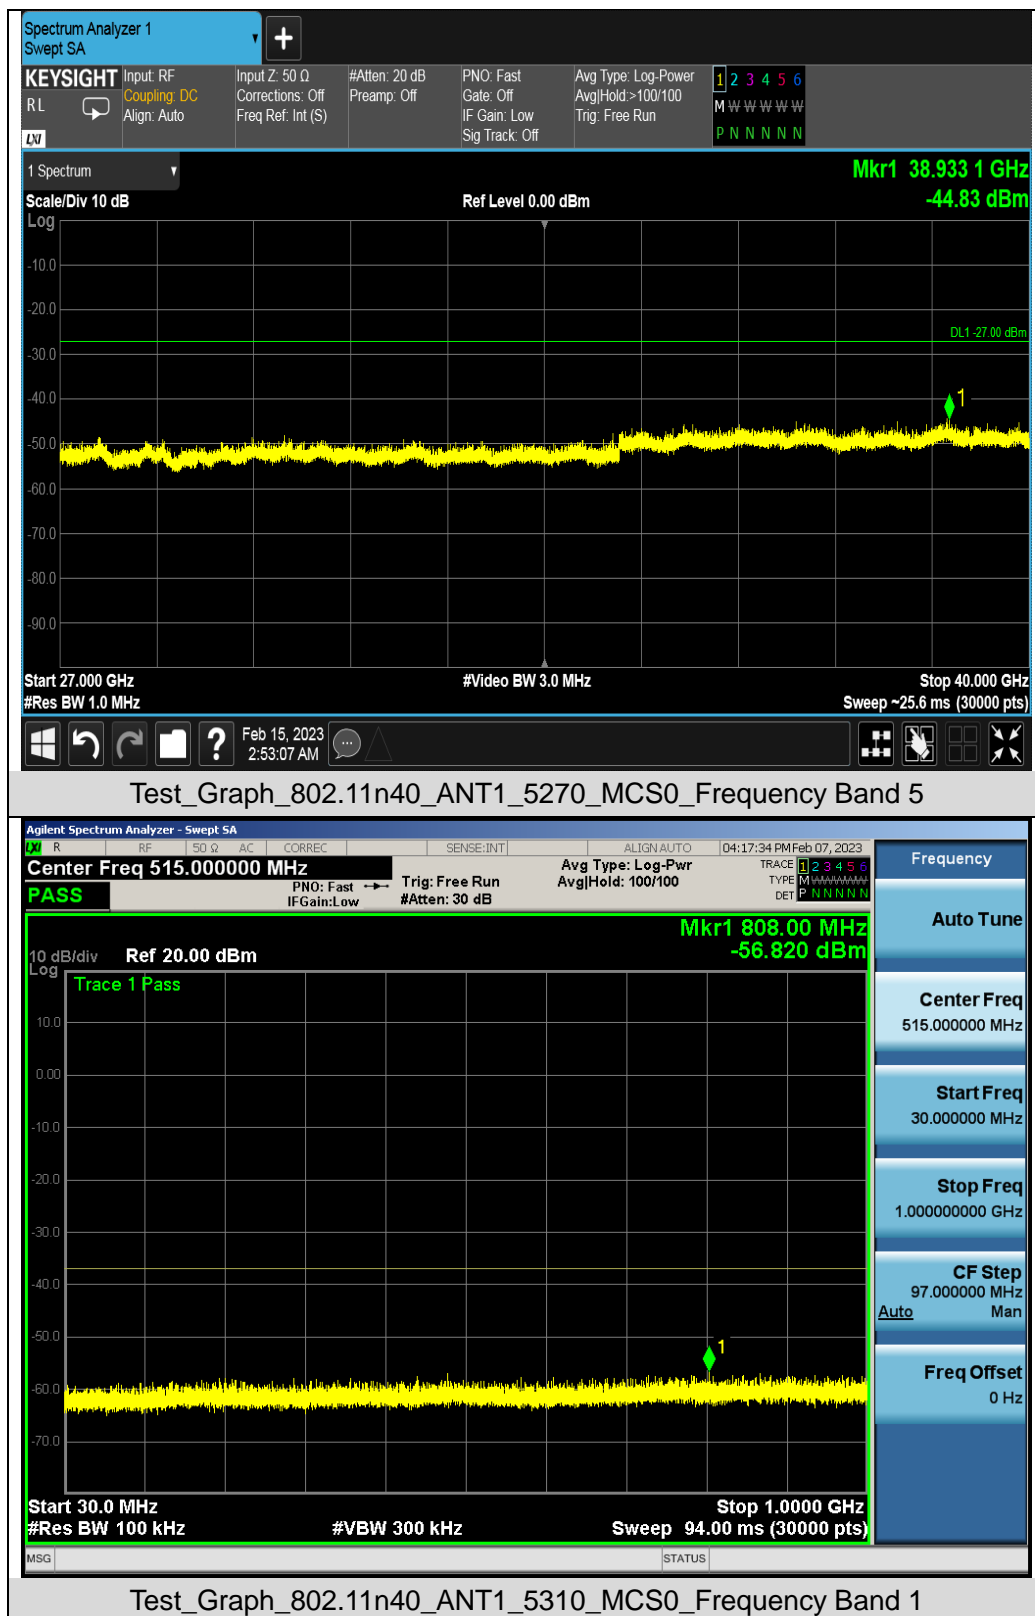 Spectrum Analyzer 1
Swept SA
KEYSIGHT
RL
LXI
Input: RF
Coupling: DC
Align: Auto
Input Z: 50 Ω
Corrections: Off
Freq Ref: Int (S)
#Atten: 20 dB
Preamp: Off
PNO: Fast
Gate: Off
IF Gain: Low
Sig Track: Off
Avg Type: Log-Power
Avg|Hold:>100/100
Trig: Free Run
1 2 3 4 5 6
M W W W W W
P N N N N N
1 Spectrum
Mkr1 38.933 1 GHz
-44.83 dBm
Scale/Div 10 dB
Ref Level 0.00 dBm
Log
-10.0
-20.0
DL1 -27.00 dBm
-30.0
-40.0
1
-50.0
-60.0
-70.0
-80.0
-90.0
Start 27.000 GHz
#Video BW 3.0 MHz
Stop 40.000 GHz
#Res BW 1.0 MHz
Sweep ~25.6 ms (30000 pts)
?
Feb 15, 2023
2:53:07 AM
Test_Graph_802.11n40_ANT1_5270_MCS0_Frequency Band 5
Agilent Spectrum Analyzer - Swept SA
LXI R RF 50 Ω AC CORREC SENSE:INT ALIGN AUTO 04:17:34 PM Feb 07, 2023
Center Freq 515.000000 MHz
PASS
PNO: Fast
IFGain:Low
Trig: Free Run
#Atten: 30 dB
Avg Type: Log-Pwr
Avg|Hold: 100/100
TRACE 1 2 3 4 5 6
TYPE M W W W W W
DET P N N N N N
Mkr1 808.00 MHz
-56.820 dBm
10 dB/div
Ref 20.00 dBm
Log
Trace 1 Pass
10.0
0.00
-10.0
-20.0
-30.0
-40.0
-50.0
1
-60.0
-70.0
Start 30.0 MHz
Stop 1.0000 GHz
#Res BW 100 kHz
#VBW 300 kHz
Sweep 94.00 ms (30000 pts)
MSG
STATUS
Frequency
Auto Tune
Center Freq
515.000000 MHz
Start Freq
30.000000 MHz
Stop Freq
1.000000000 GHz
CF Step
97.000000 MHz
Auto Man
Freq Offset
0 Hz
Test_Graph_802.11n40_ANT1_5310_MCS0_Frequency Band 1